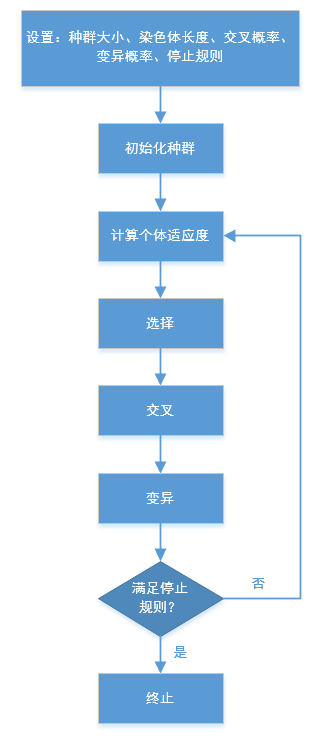 设置：种群大小、染色体长度、交叉概率、
变异概率、停止规则
初始化种群
计算个体适应度
选择
交叉
变异
满足停止
规则？
否
是
终止